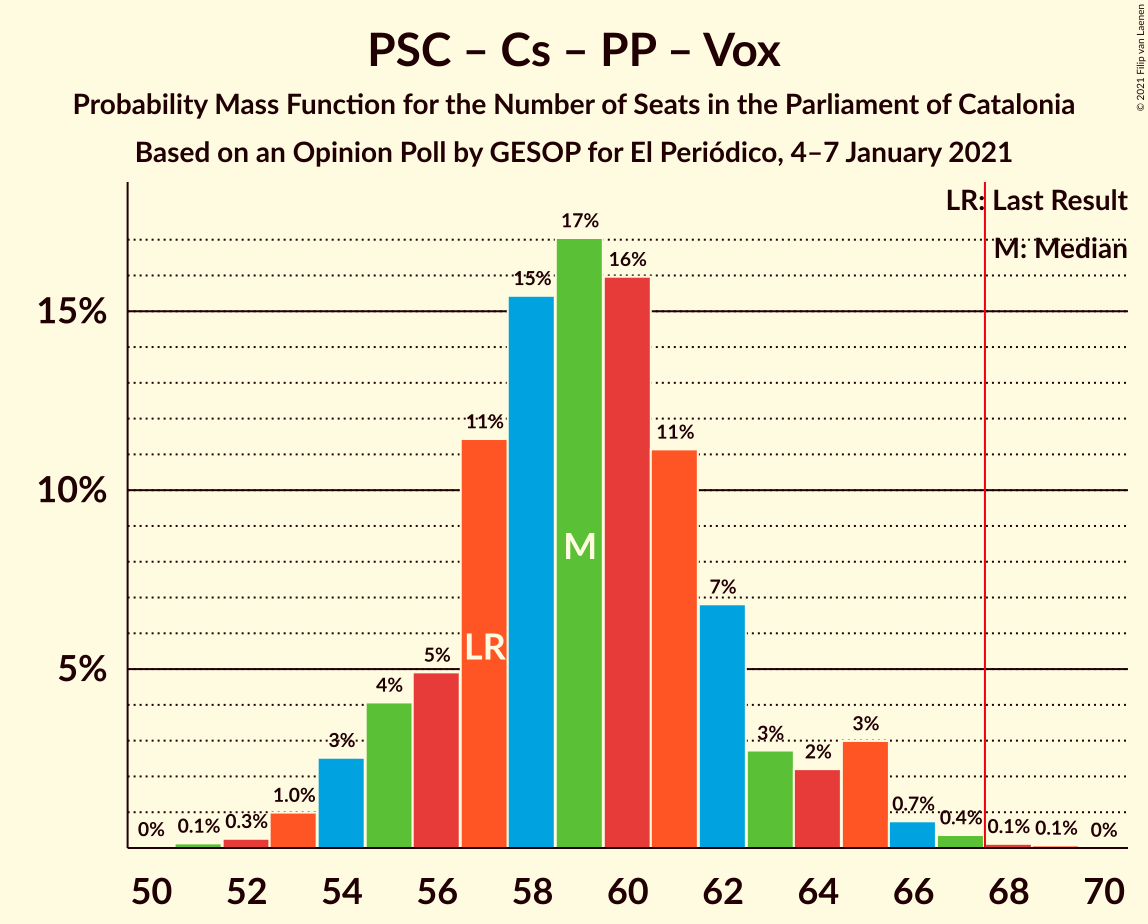 PSC – Cs – PP – Vox
Probability Mass Function for the Number of Seats in the Parliament of Catalonia
Based on an Opinion Poll by GESOP for El Periódico, 4–7 January 2021
© 2021 Filip van Laenen
LR: Last Result
M: Median
15%
10%
5%
0%
0.1%
0.3%
1.0%
3%
4%
5%
11%
15%
17%
16%
11%
7%
3%
2%
3%
0.7%
0.4%
0.1%
0.1%
0%
LR
M
50 52 54 56 58 60 62 64 66 68 70